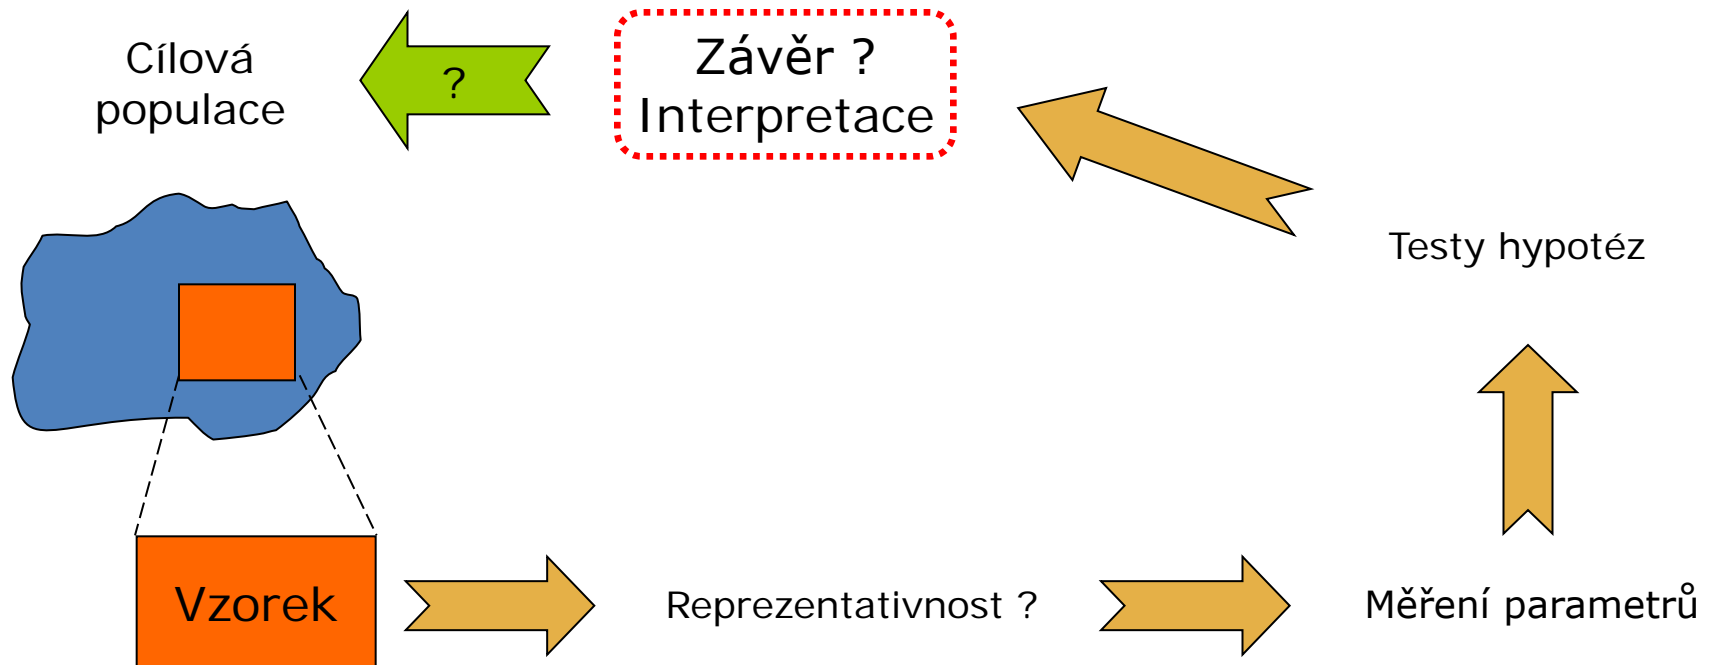 Cílová
populace
?
Závěr ?
Interpretace
Testy hypotéz
Vzorek
Reprezentativnost ?
Měření parametrů